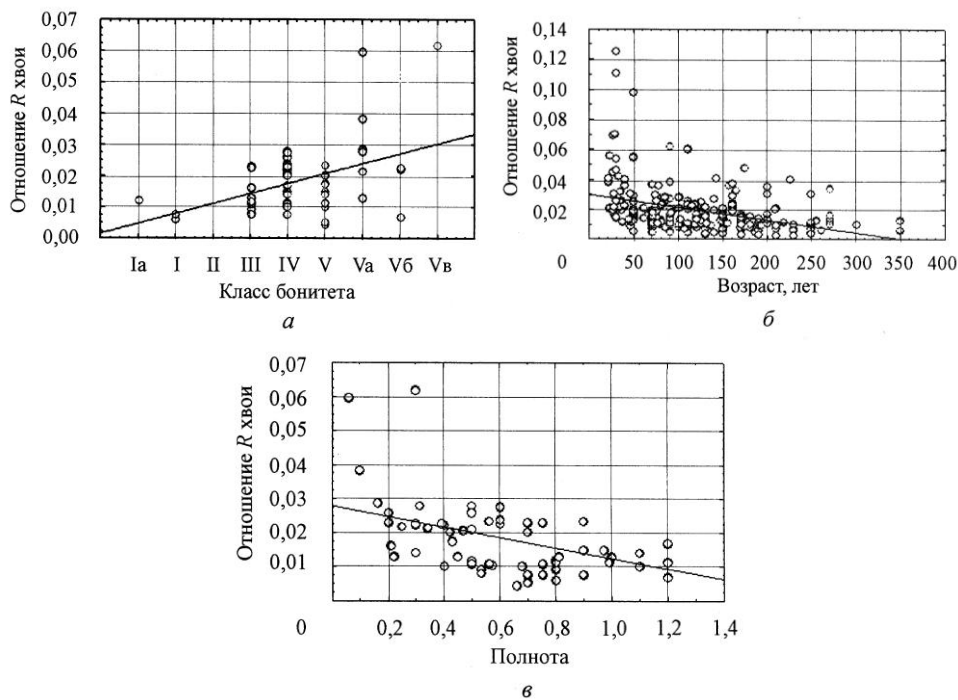 0,07
0,06
0,05
0,04
0,03
0,02
0,01
0,00
Отношение R хвои
Iа I II III IV V Vа Vб Vв
Класс бонитета
а
0,14
0,12
0,10
0,08
0,06
0,04
0,02
Отношение R хвои
0 50 100 150 200 250 300 350 400
Возраст, лет
б
0,07
0,06
0,05
0,04
0,03
0,02
0,01
Отношение R хвои
0 0,2 0,4 0,6 0,8 1,0 1,2 1,4
Полнота
в